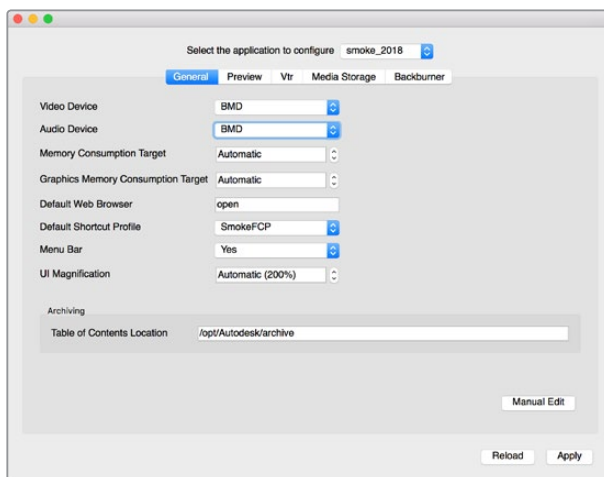 Select the application to configure smoke_2018
General Preview Vtr Media Storage Backburner
Video Device BMD
Audio Device BMD
Memory Consumption Target Automatic
Graphics Memory Consumption Target Automatic
Default Web Browser open
Default Shortcut Profile SmokeFCP
Menu Bar Yes
UI Magnification Automatic (200%)
Archiving
Table of Contents Location /opt/Autodesk/archive
Manual Edit
Reload Apply